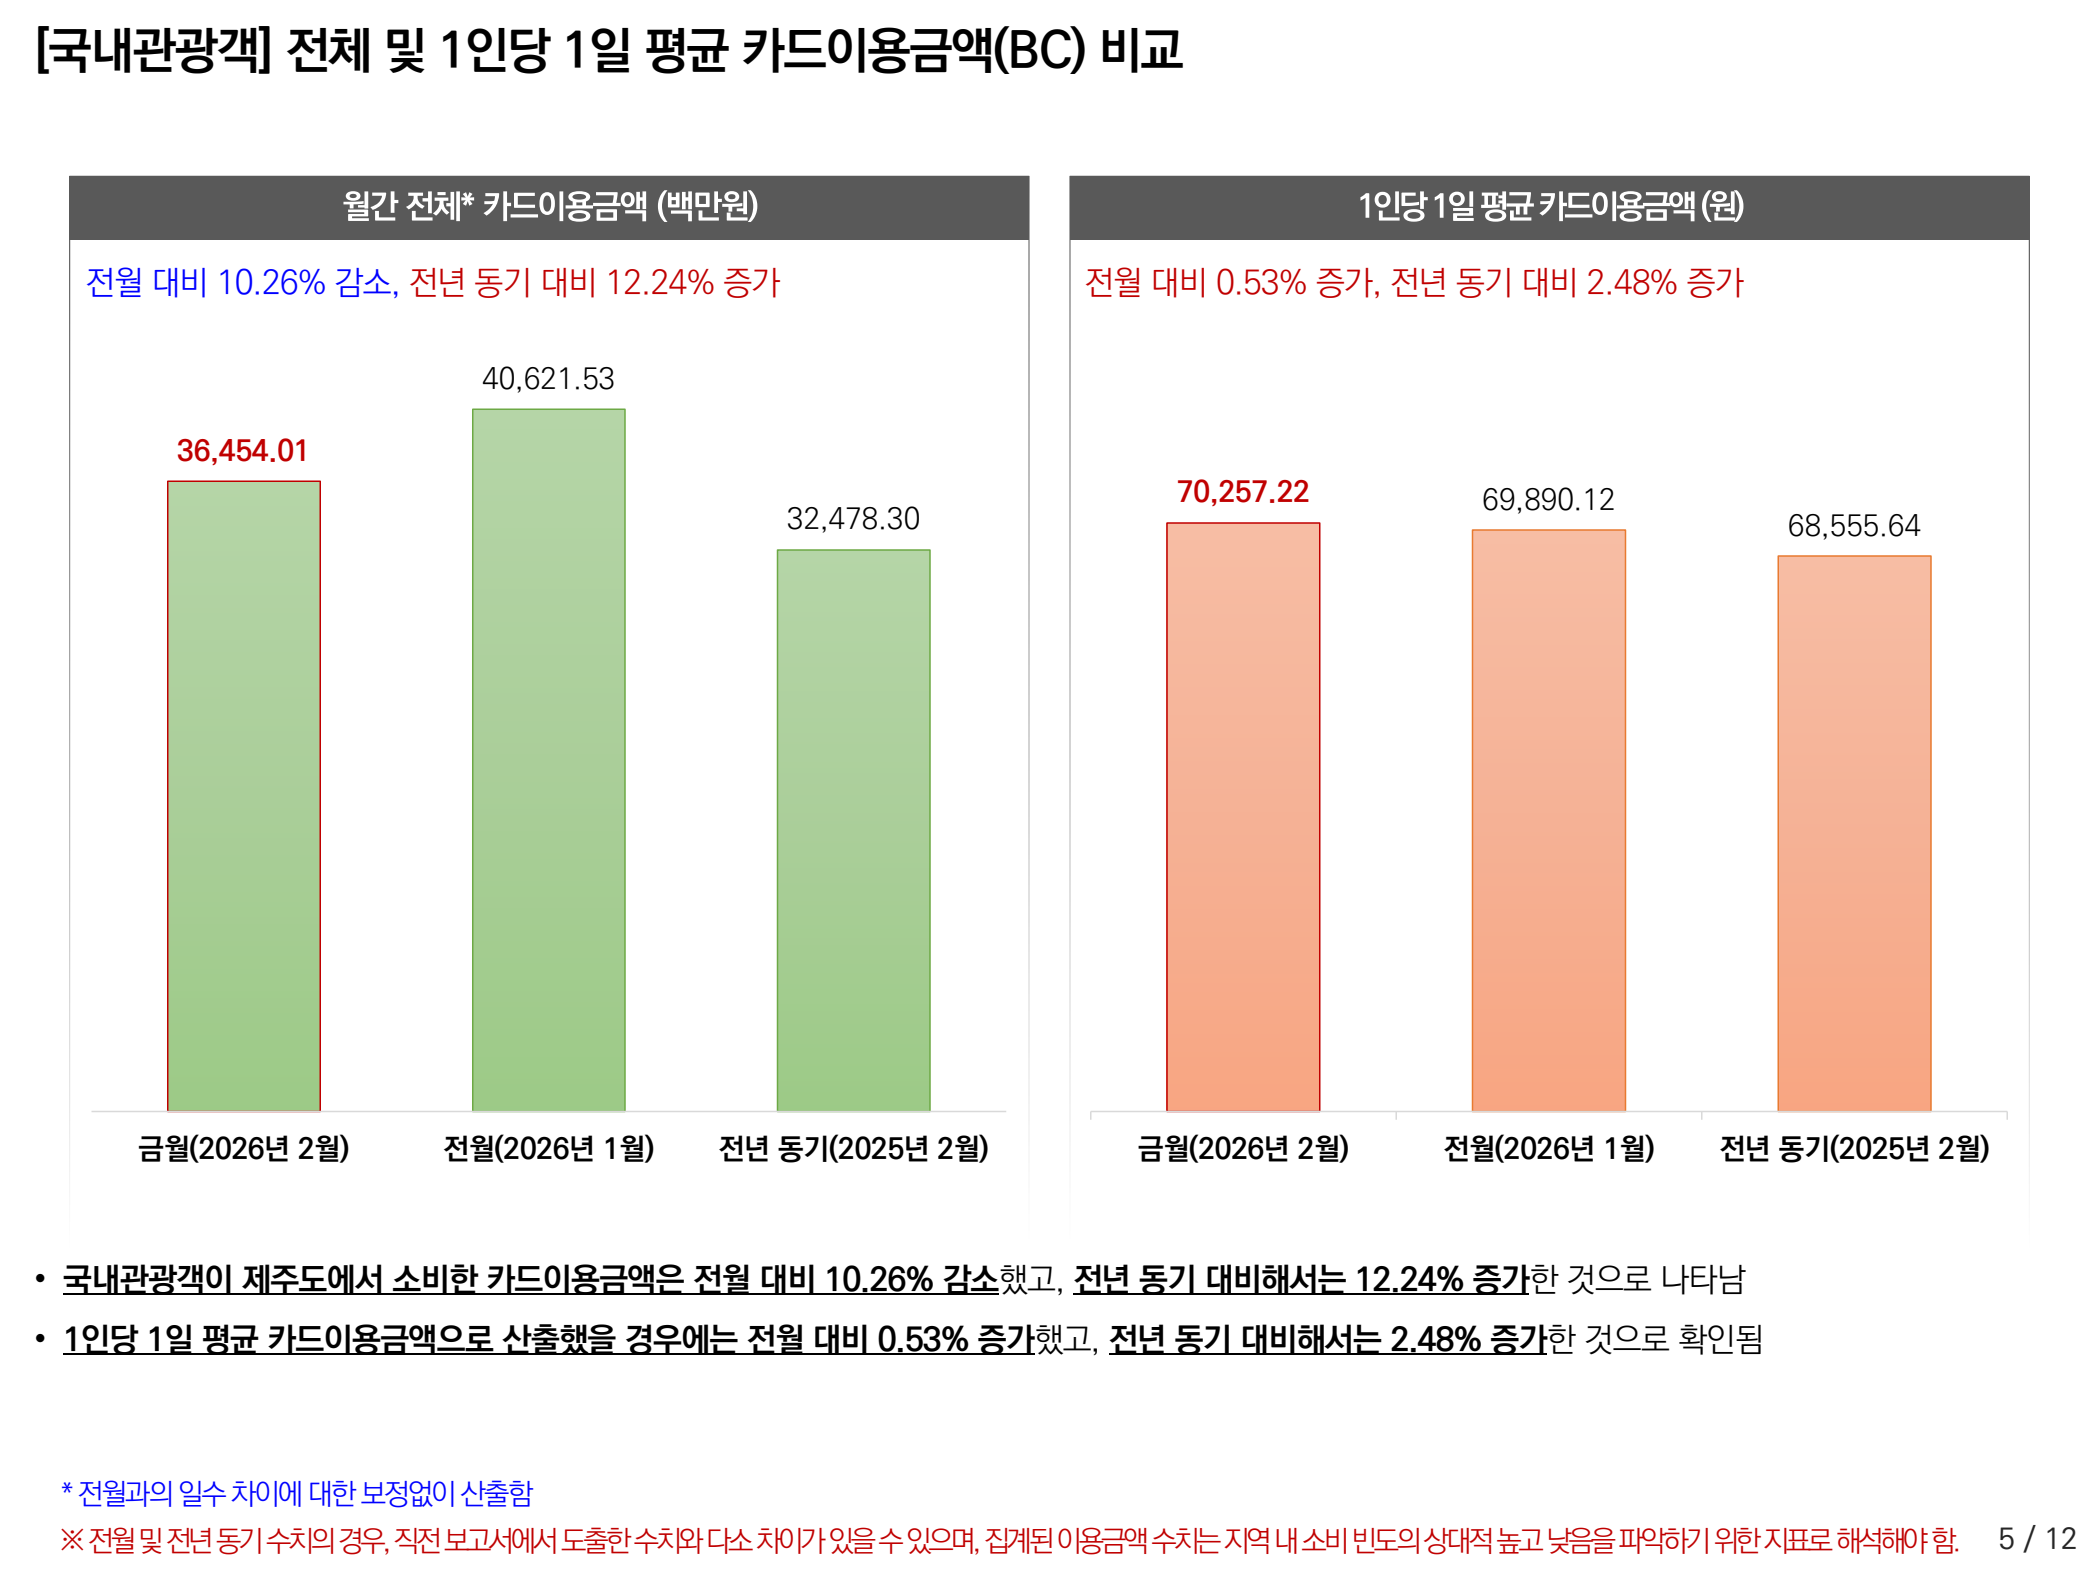 [국내관광객] 전체 및 1인당 1일 평균 카드이용금액(BC) 비교
월간 전체* 카드이용금액 (백만원)
전월 대비 10.26% 감소, 전년 동기 대비 12.24% 증가
40,621.53
36,454.01
32,478.30
금월(2026년 2월) 전월(2026년 1월) 전년 동기(2025년 2월)
1인당 1일 평균 카드이용금액 (원)
전월 대비 0.53% 증가, 전년 동기 대비 2.48% 증가
70,257.22
69,890.12
68,555.64
금월(2026년 2월) 전월(2026년 1월) 전년 동기(2025년 2월)
• 국내관광객이 제주도에서 소비한 카드이용금액은 전월 대비 10.26% 감소했고, 전년 동기 대비해서는 12.24% 증가한 것으로 나타남
• 1인당 1일 평균 카드이용금액으로 산출했을 경우에는 전월 대비 0.53% 증가했고, 전년 동기 대비해서는 2.48% 증가한 것으로 확인됨
* 전월과의 일수 차이에 대한 보정없이 산출함
※ 전월 및 전년 동기 수치의 경우, 직전 보고서에서 도출한 수치와 다소 차이가 있을 수 있으며, 집계된 이용금액 수치는 지역 내 소비 빈도의 상대적 높고 낮음을 파악하기 위한 지표로 해석해야 함.
5 / 12